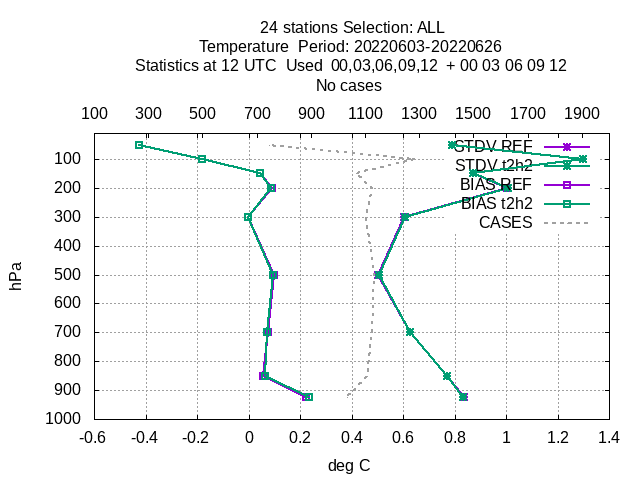 24 stations Selection: ALL
Temperature  Period: 20220603-20220626
Statistics at 12 UTC  Used  00,03,06,09,12  + 00 03 06 09 12
No cases
100 300 500 700 900 1100 1300 1500 1700 1900
STDV REF
STDV t2h2
BIAS REF
BIAS t2h2
CASES
100
200
300
400
500
600
700
800
900
1000
hPa
-0.6 -0.4 -0.2 0 0.2 0.4 0.6 0.8 1 1.2 1.4
deg C